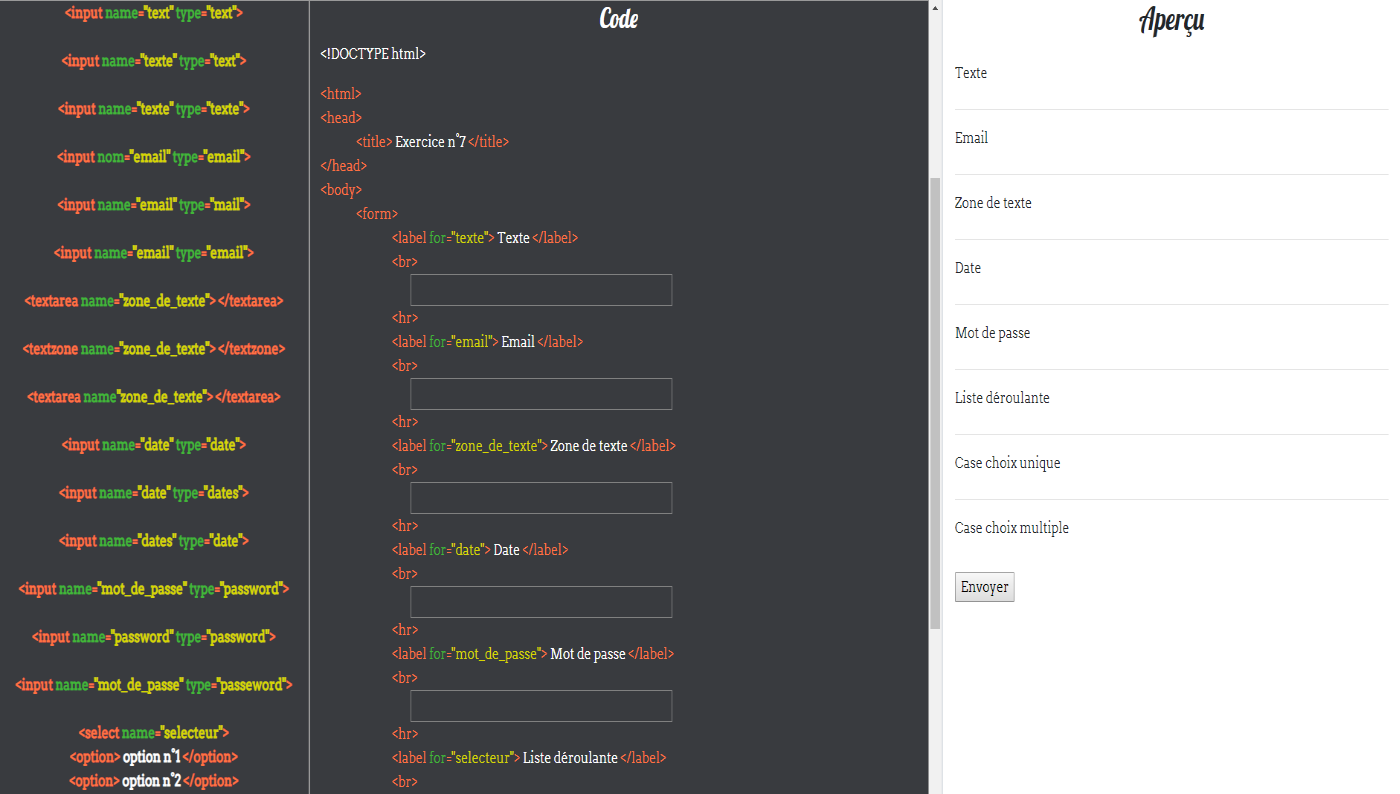 <input name="text" type="text">
<input name="texte" type="text">
<input name="texte" type="texte">
<input nom="email" type="email">
<input name="email" type="mail">
<input name="email" type="email">
<textarea name="zone_de_texte"> </textarea>
<textzone name="zone_de_texte"> </textzone>
<textarea name"zone_de_texte"> </textarea>
<input name="date" type="date">
<input name="date" type="dates">
<input name="dates" type="date">
<input name="mot_de_passe" type="password">
<input name="password" type="password">
<input name="mot_de_passe" type="passeword">
<select name="selecteur">
<option> option n°1 </option>
<option> option n°2 </option>
Code
<!DOCTYPE html>
<html>
<head>
<title> Exercice n°7 </title>
</head>
<body>
<form>
<label for="texte"> Texte </label>
<br>
<hr>
<label for="email"> Email </label>
<br>
<hr>
<label for="zone_de_texte"> Zone de texte </label>
<br>
<hr>
<label for="date"> Date </label>
<br>
<hr>
<label for="mot_de_passe"> Mot de passe </label>
<br>
<hr>
<label for="selecteur"> Liste déroulante </label>
<br>
Aperçu
Texte
Email
Zone de texte
Date
Mot de passe
Liste déroulante
Case choix unique
Case choix multiple
Envoyer